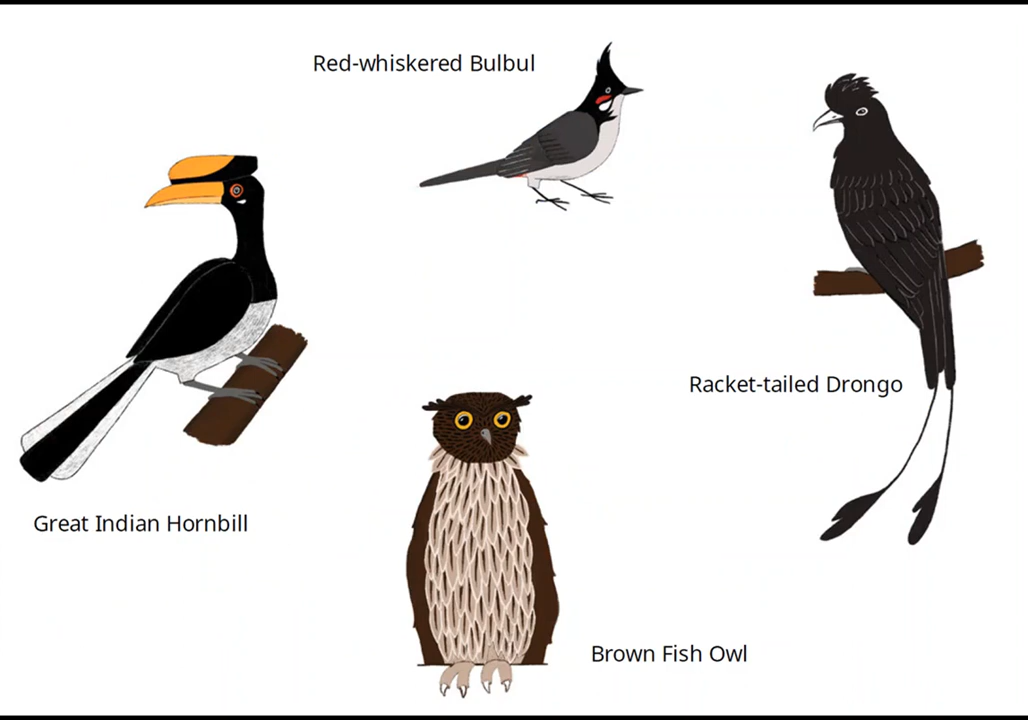 Red-whiskered Bulbul
Racket-tailed Drongo
Great Indian Hornbill
Brown Fish Owl